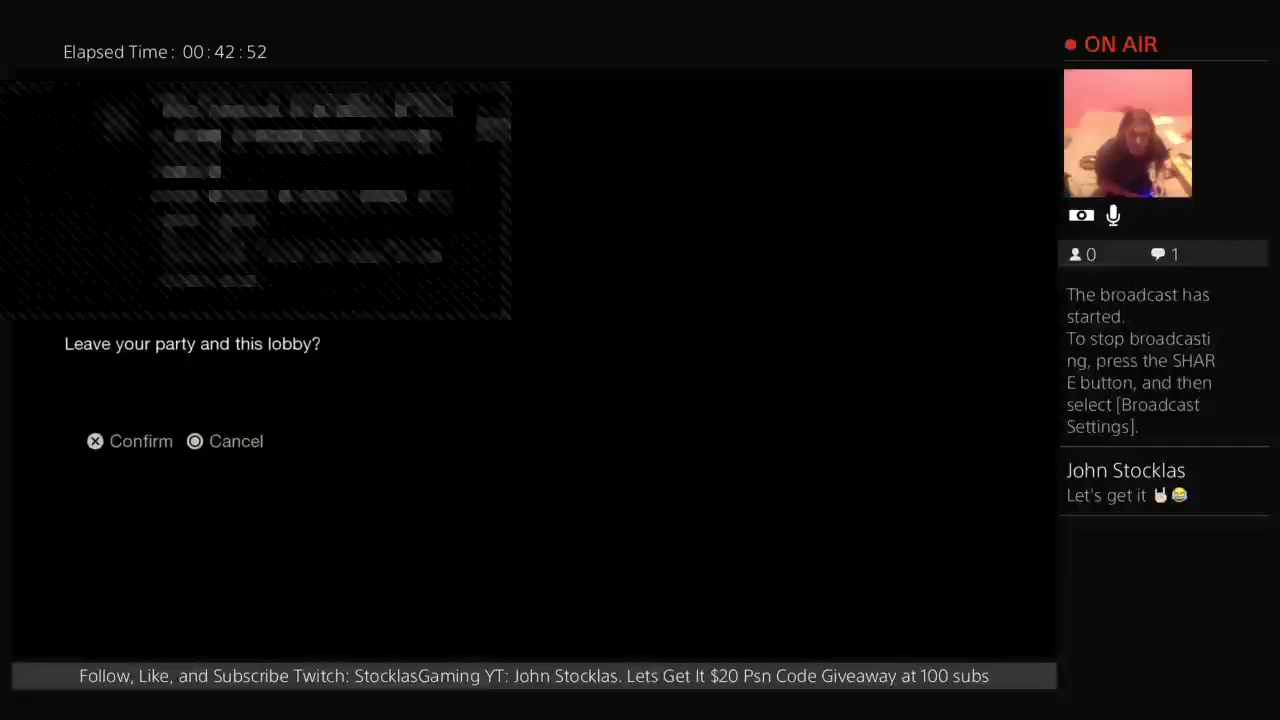 Elapsed Time: 00:42:52
ON AIR
0 1
The broadcast has
started.
To stop broadcasti
ng, press the SHAR
E button, and then
select [Broadcast
Settings].
John Stocklas
Let's get it 🤘🏻😂
Leave your party and this lobby?
Confirm Cancel
Follow, Like, and Subscribe Twitch: StocklasGaming YT: John Stocklas. Lets Get It $20 Psn Code Giveaway at 100 subs